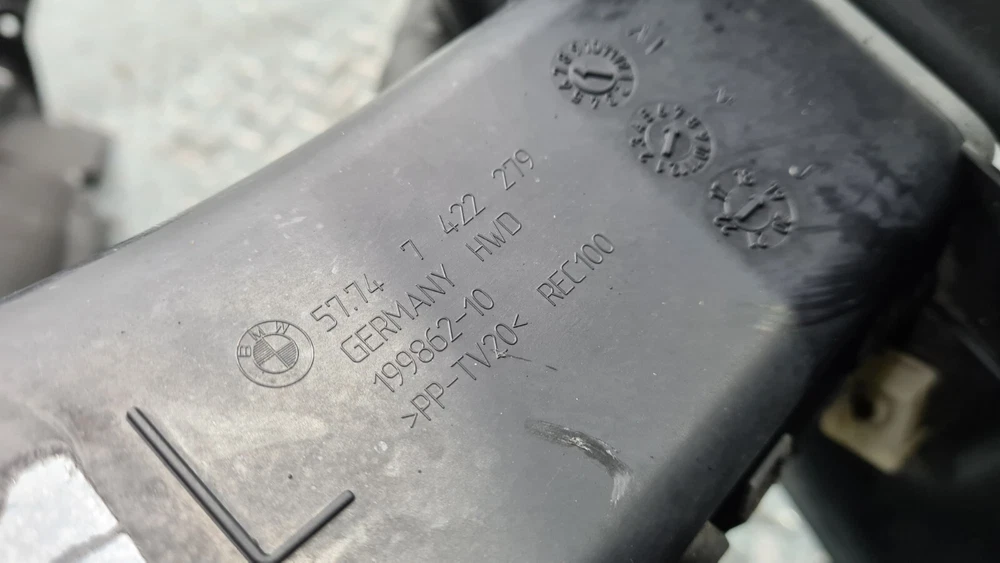 BMW
57.74 7 422 279
GERMANY HWD
199862-10
>PP-TV20< REC100
L